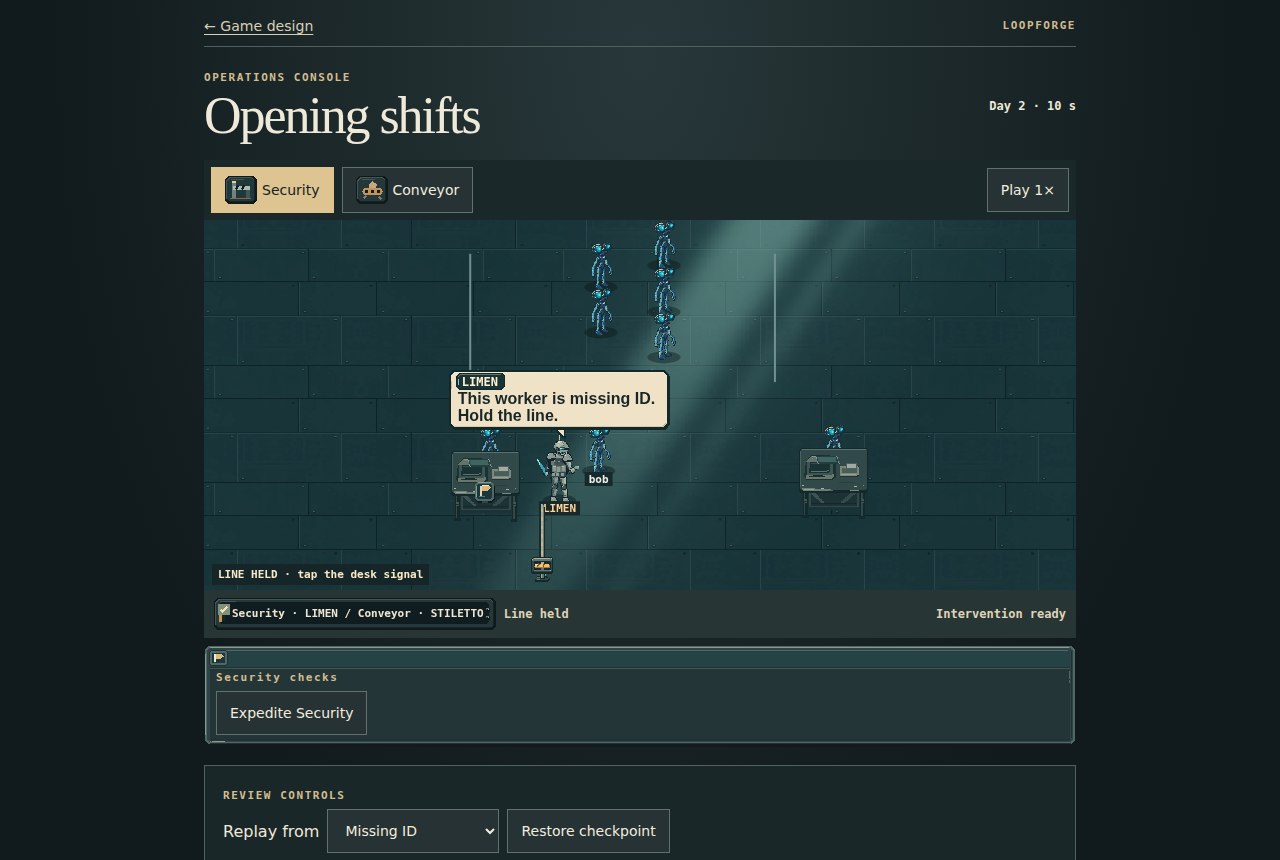 ← Game design
LOOPFORGE
OPERATIONS CONSOLE
Opening shifts
Day 2 · 10 s
Security
Conveyor
Play 1×
LIMEN
This worker is missing ID.
Hold the line.
bob
LIMEN
LINE HELD · tap the desk signal
Security · LIMEN / Conveyor · STILETTO
Line held
Intervention ready
Security checks
Expedite Security
REVIEW CONTROLS
Replay from
Missing ID
Restore checkpoint